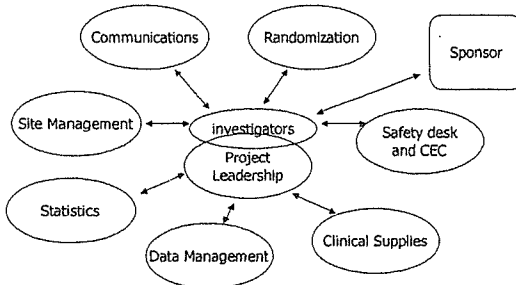 Communications
Randomization
Sponsor
Site Management
investigators
Safety desk
and CEC
Project
Leadership
Statistics
Data Management
Clinical Supplies